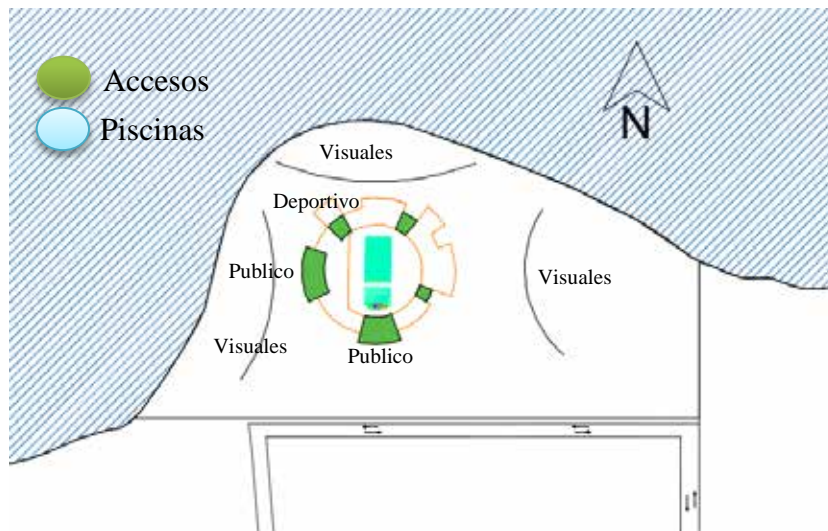 Accesos
Piscinas
N
Visuales
Deportivo
Publico
Visuales
Visuales
Publico